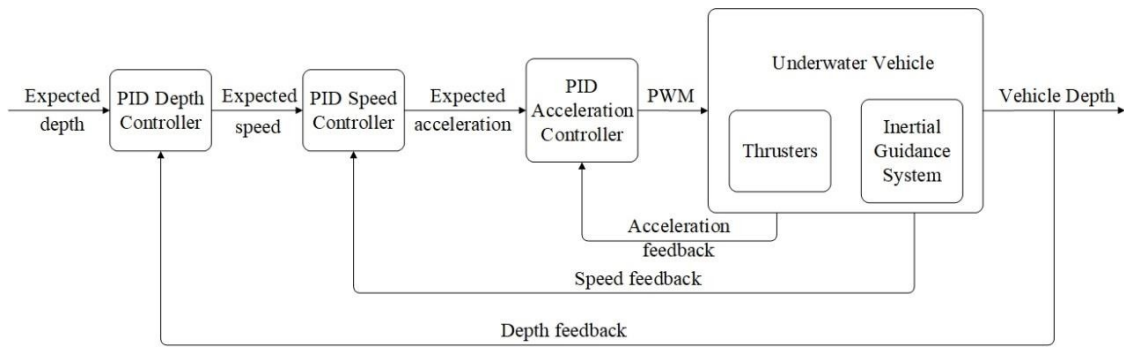 Underwater Vehicle
Expected
depth
PID Depth
Controller
Expected
speed
PID Speed
Controller
Expected
acceleration
PID
Acceleration
Controller
PWM
Thrusters
Inertial
Guidance
System
Vehicle Depth
Acceleration
feedback
Speed feedback
Depth feedback